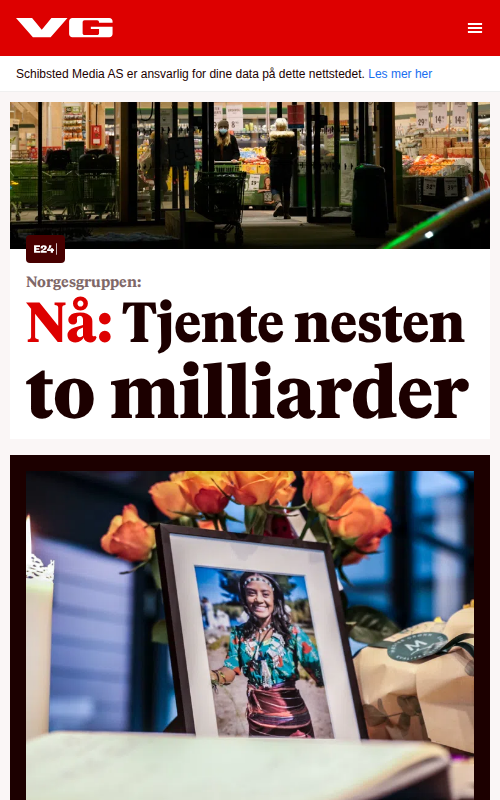 VG
Schibsted Media AS er ansvarlig for dine data på dette nettstedet. Les mer her
E24|
Norgesgruppen:
Nå: Tjente nesten
to milliarder